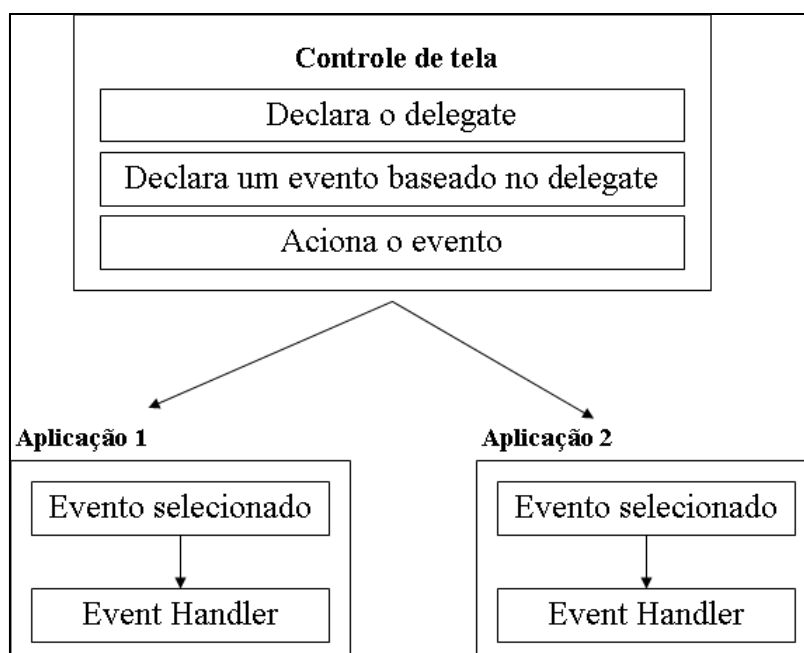 Controle de tela
Declara o delegate
Declara um evento baseado no delegate
Aciona o evento
Aplicação 1
Aplicação 2
Evento selecionado
Evento selecionado
Event Handler
Event Handler